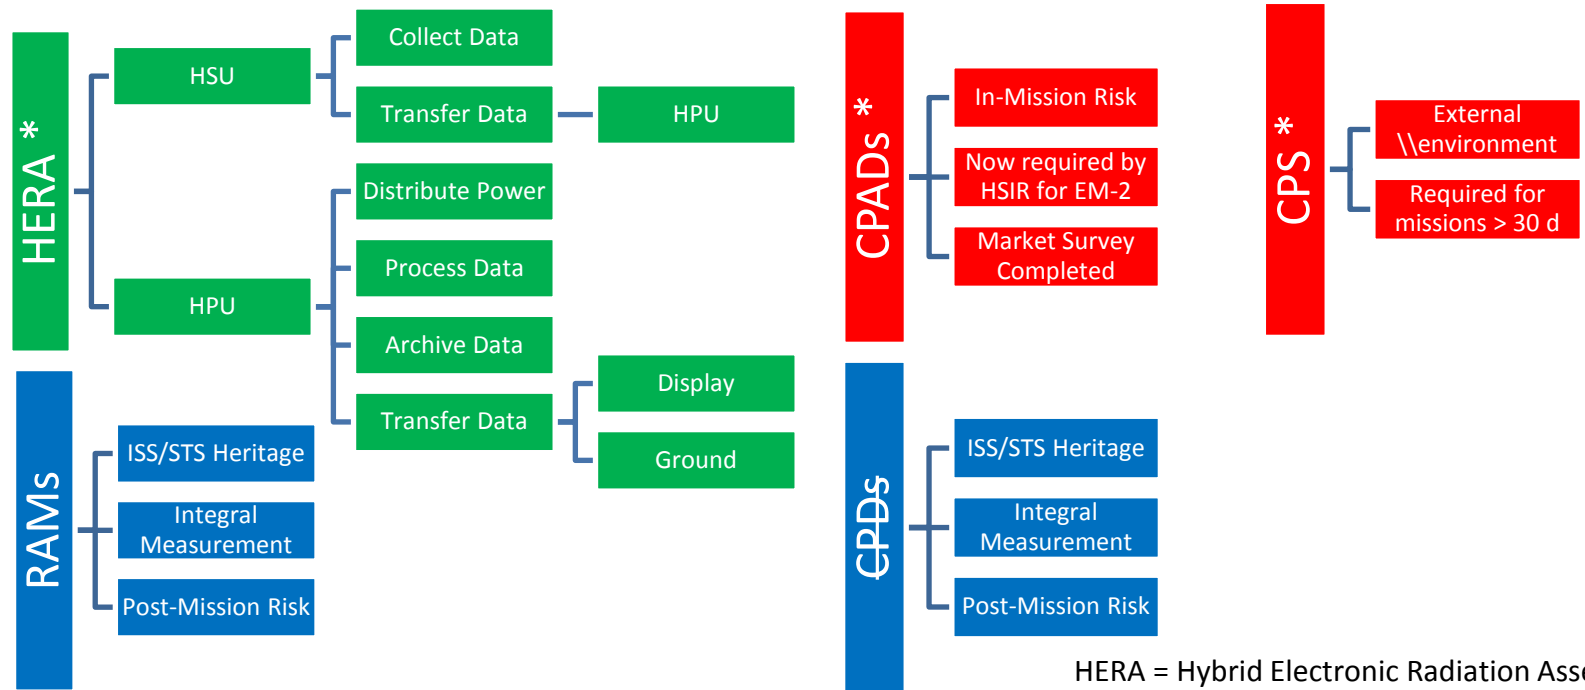 HERA *
HSU
Collect Data
Transfer Data
HPU
HPU
Distribute Power
Process Data
Archive Data
Transfer Data
Display
Ground
RAMs
ISS/STS Heritage
Integral
Measurement
Post-Mission Risk
CPADs *
In-Mission Risk
Now required by
HSIR for EM-2
Market Survey
Completed
CPDs
ISS/STS Heritage
Integral
Measurement
Post-Mission Risk
CPS *
External
\\environment
Required for
missions > 30 d
HERA = Hybrid Electronic Radiation Asse